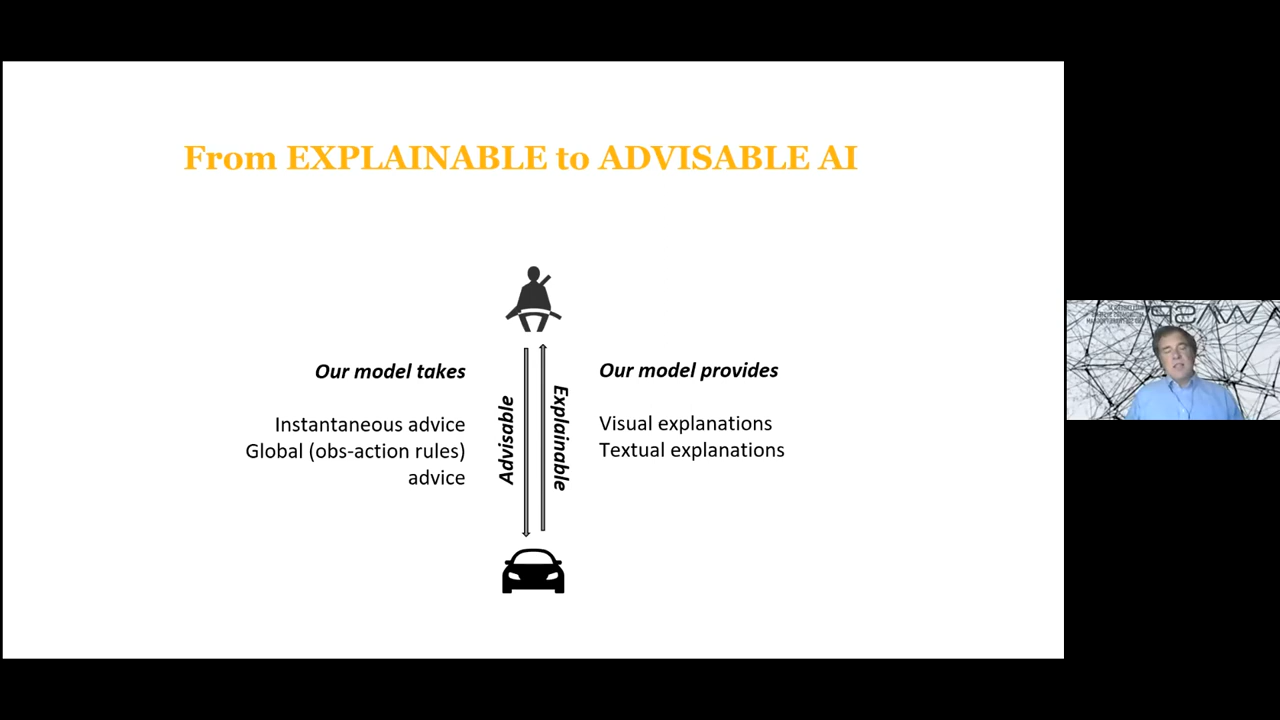 From EXPLAINABLE to ADVISABLE AI
Our model takes
Instantaneous advice
Global (obs-action rules)
advice
Advisable
Explainable
Our model provides
Visual explanations
Textual explanations
WASP